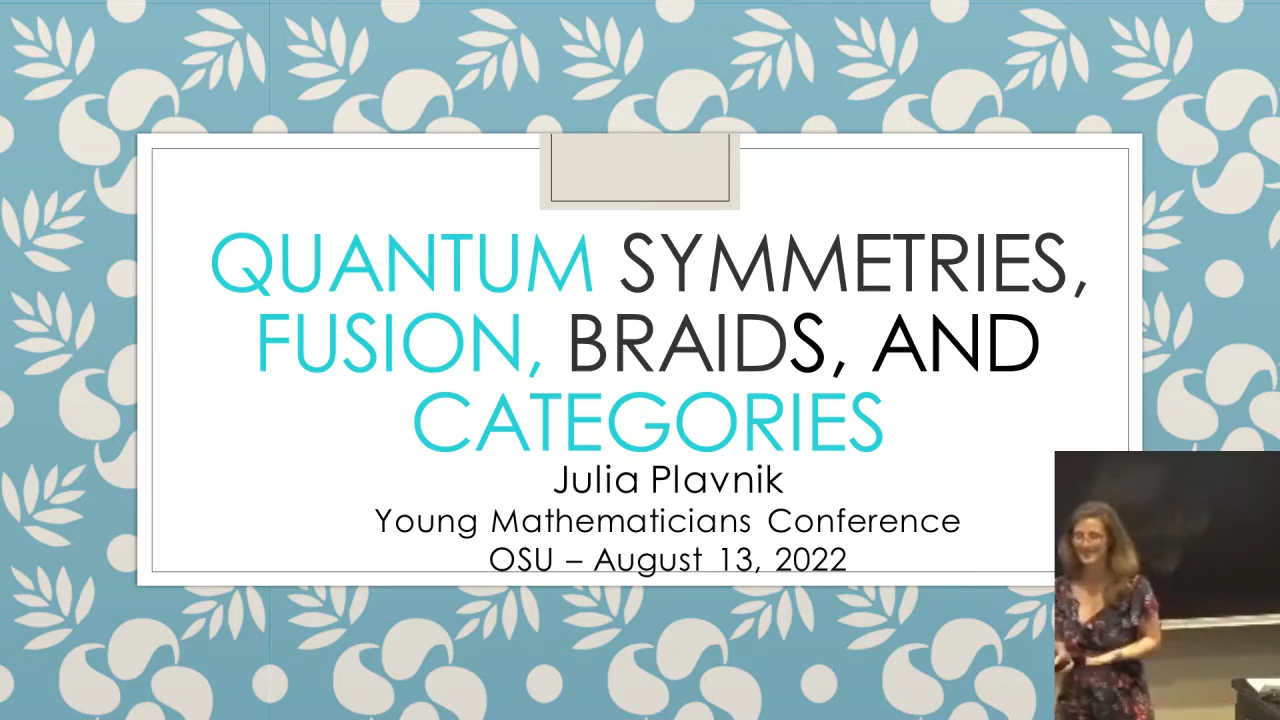 QUANTUM SYMMETRIES,
FUSION, BRAIDS, AND
CATEGORIES
Julia Plavnik
Young Mathematicians Conference
OSU – August 13, 2022